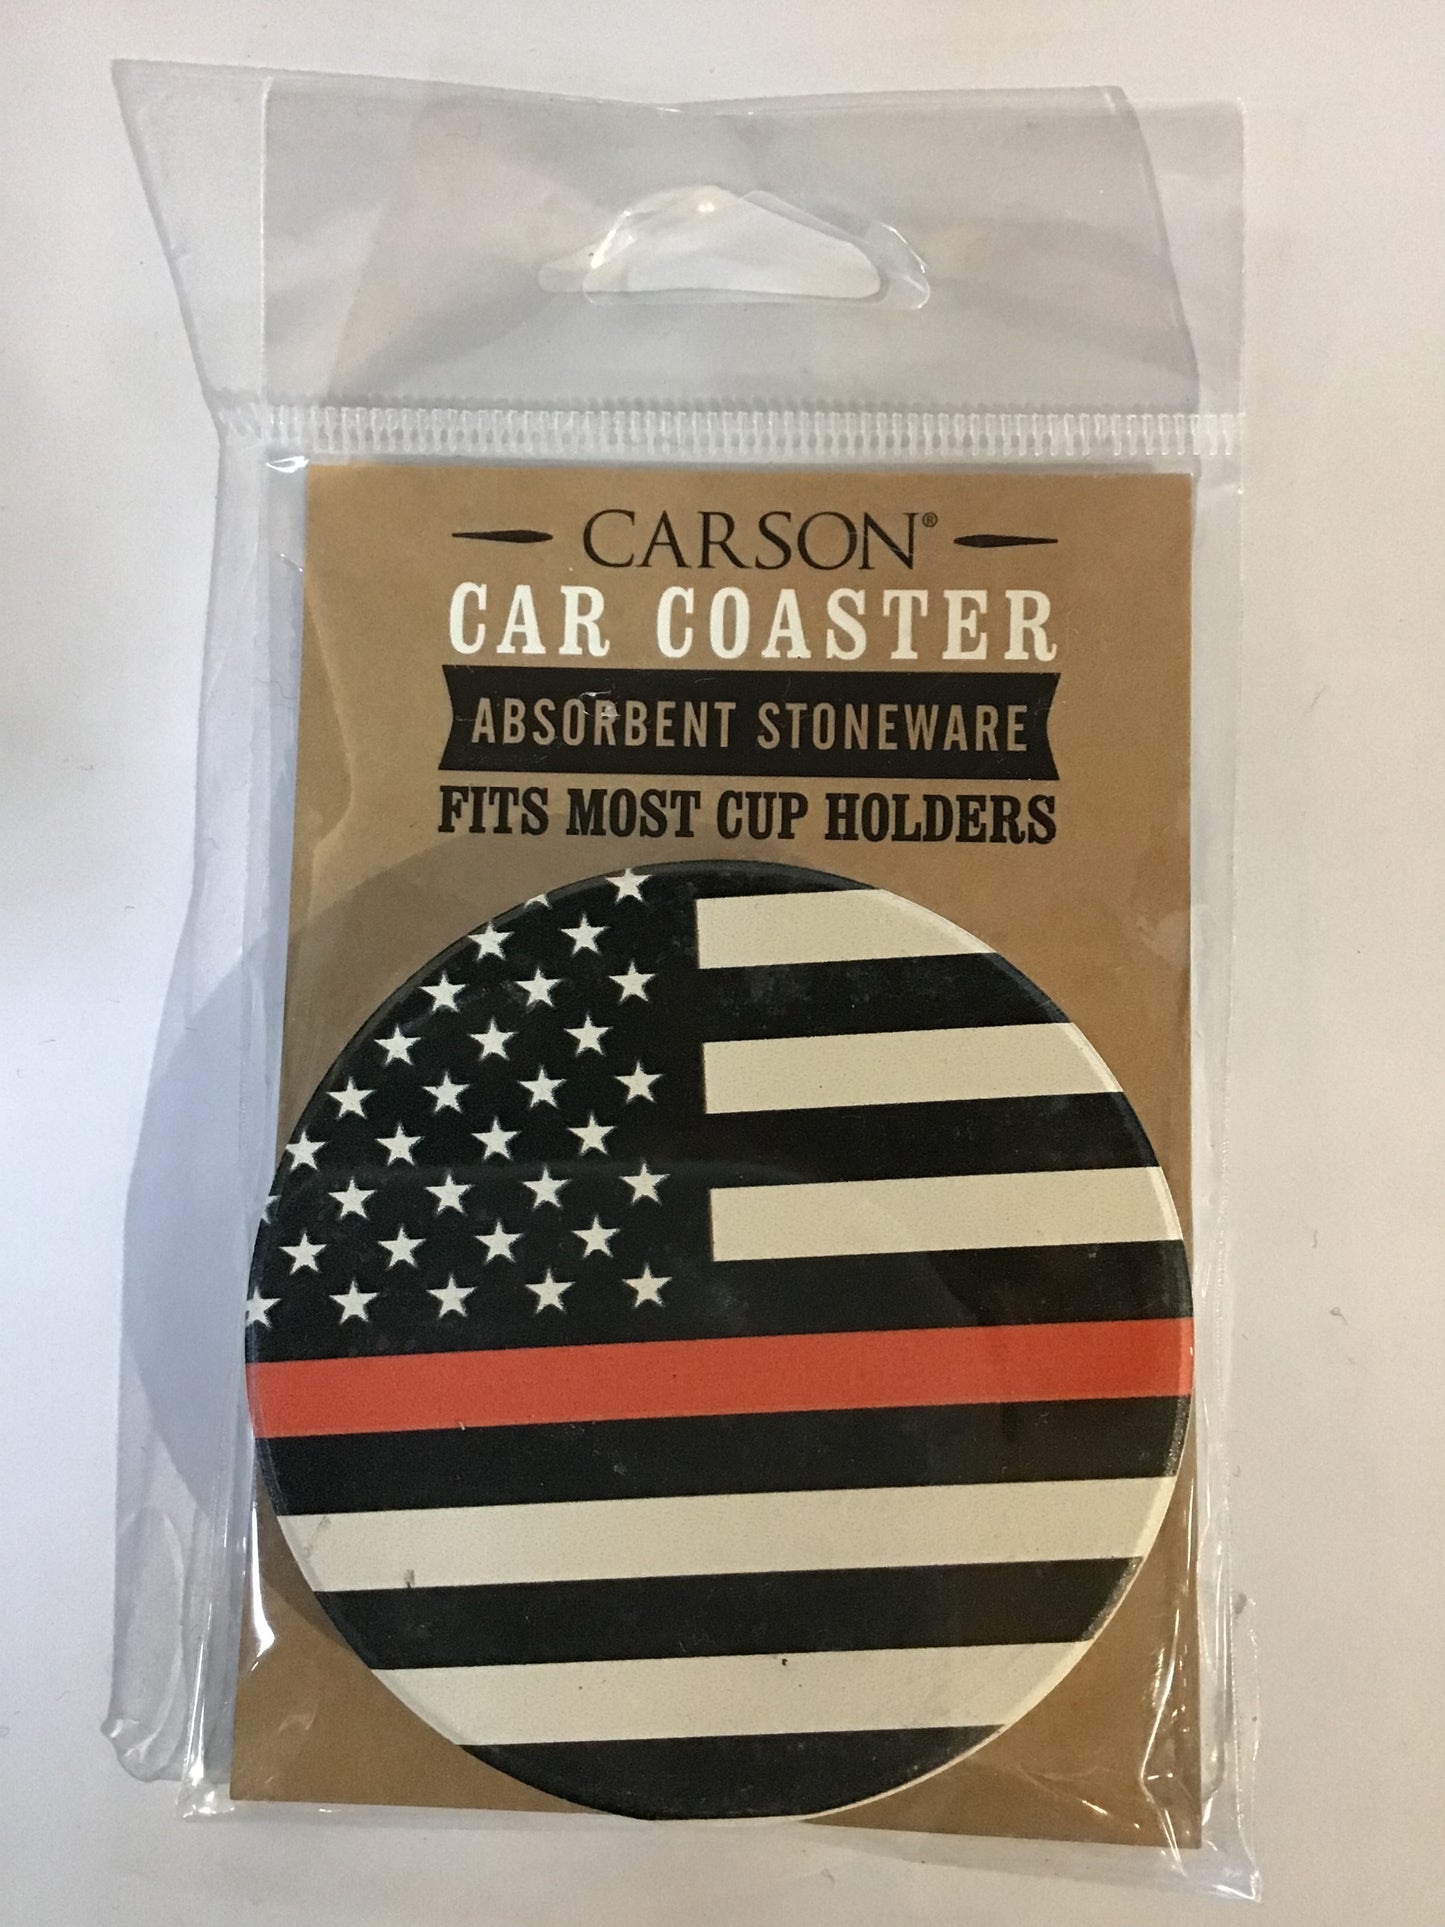 CARSON®
CAR COASTER
ABSORBENT STONEWARE
FITS MOST CUP HOLDERS